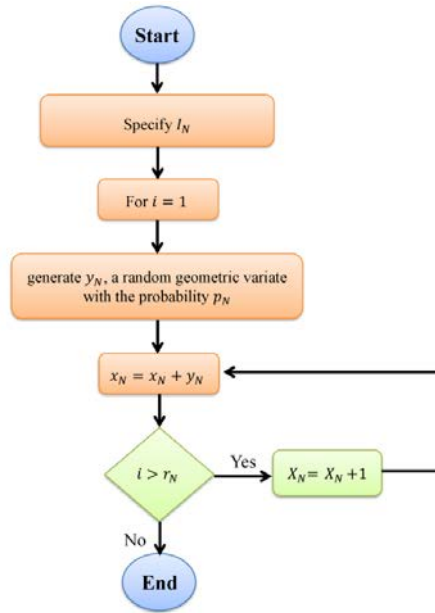 Start
Specify I_N
For i = 1
generate y_N, a random geometric variate
with the probability p_N
x_N = x_N + y_N
i > r_N
Yes
X_N = X_N +1
No
End